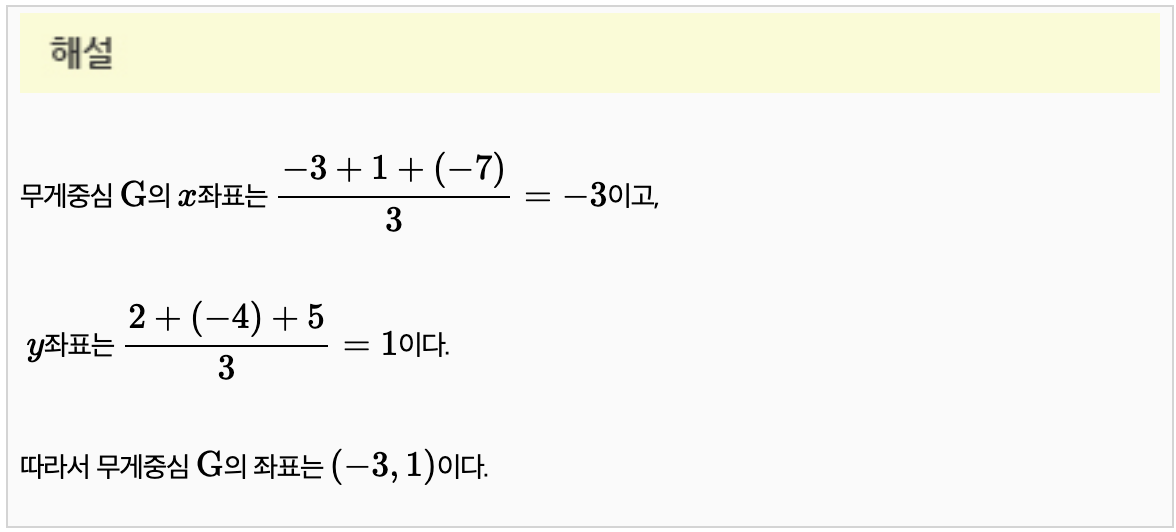 해설
무게중심 G의 x좌표는 \frac{-3+1+(-7)}{3} = -3이고,
y좌표는 \frac{2+(-4)+5}{3} = 1이다.
따라서 무게중심 G의 좌표는 (-3, 1)이다.